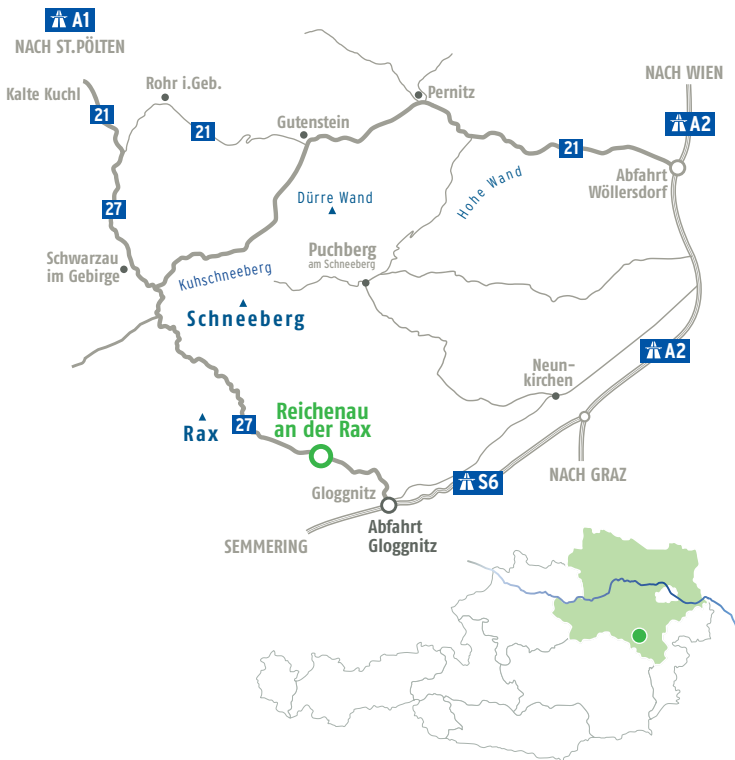 A1
NACH ST.PÖLTEN
Kalte Kuchl
21
Rohr i.Geb.
21
Gutenstein
Pernitz
NACH WIEN
A2
21
Abfahrt
Wöllersdorf
27
Dürre Wand
Hohe Wand
Schwarzau
im Gebirge
Kuhschneeberg
Puchberg
am Schneeberg
Schneeberg
A2
Neun-
kirchen
Rax
27
Reichenau
an der Rax
Gloggnitz
S6
NACH GRAZ
SEMMERING
Abfahrt
Gloggnitz